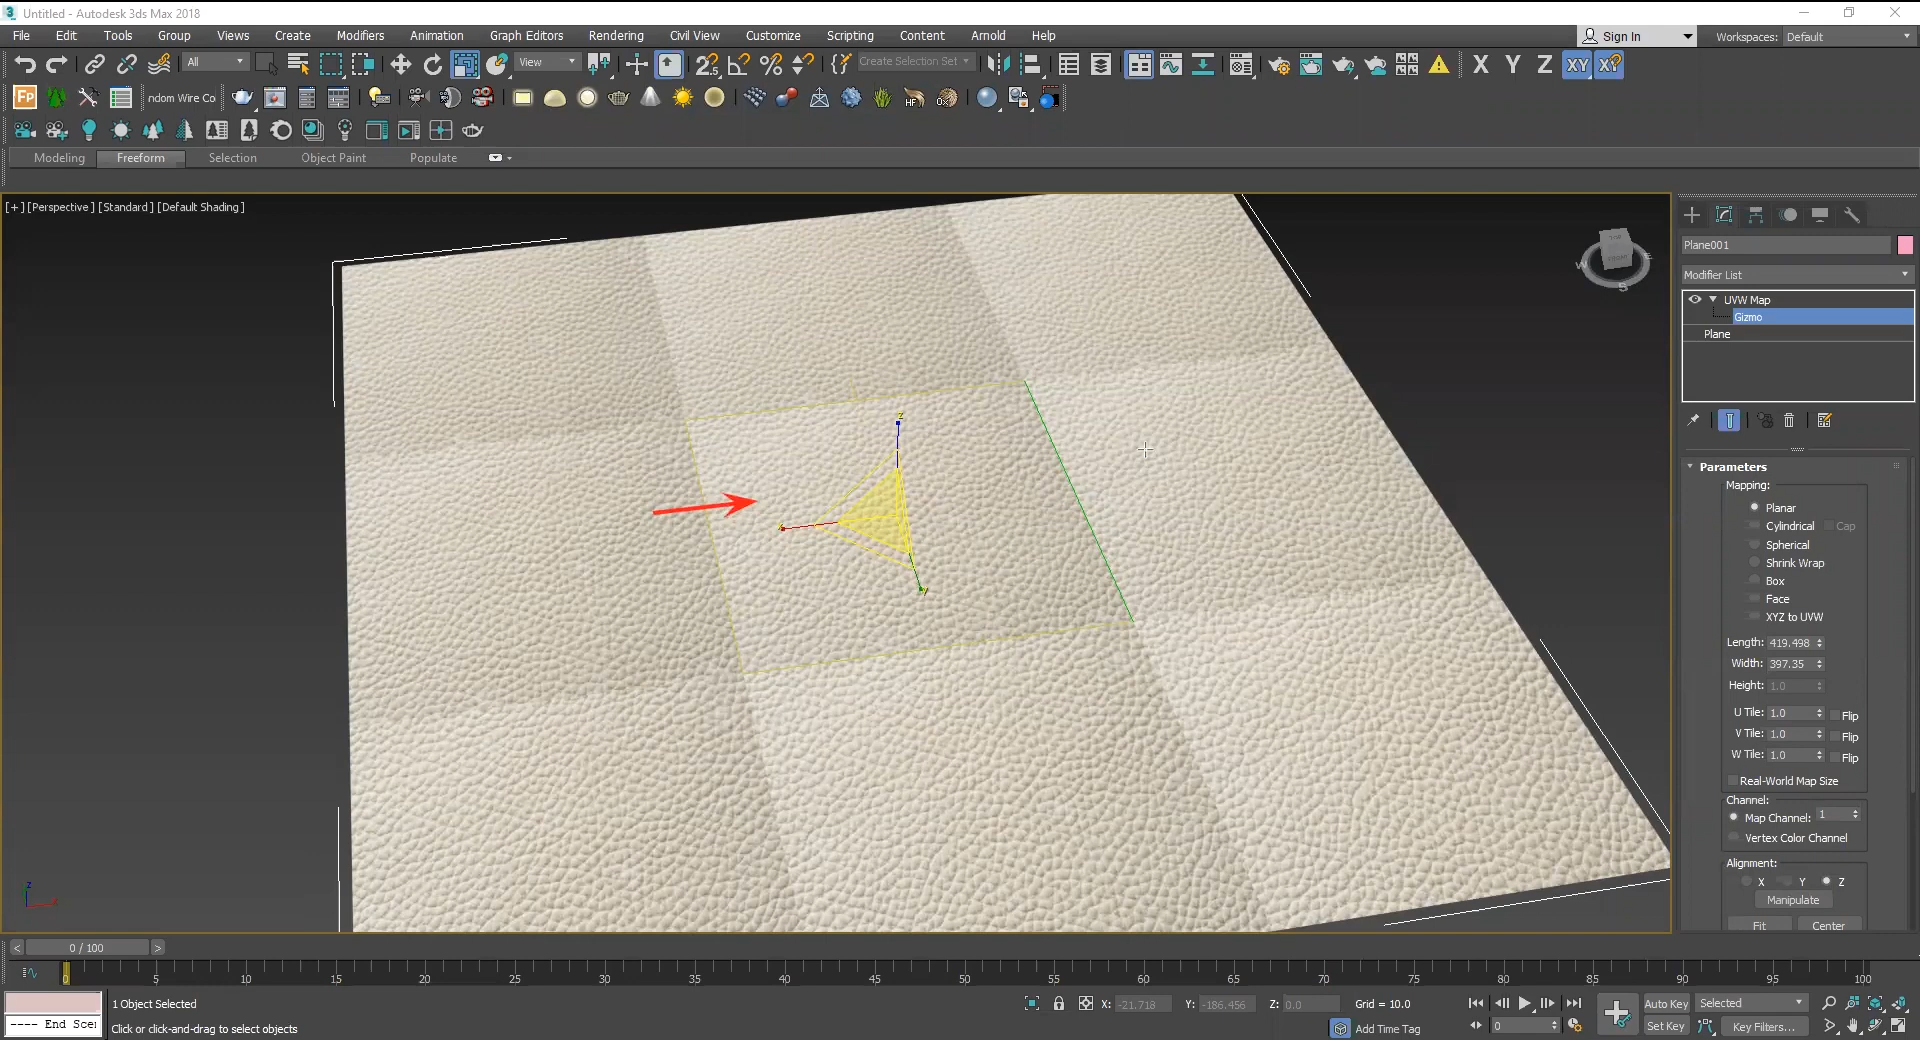 3 Untitled - Autodesk 3ds Max 2018
File Edit Tools Group Views Create Modifiers Animation Graph Editors Rendering Civil View Customize Scripting Content Arnold Help Sign In Workspaces: Default
All View Create Selection Set X Y Z XY
Fp ndom Wire Co HF Ox
Modeling Freeform Selection Object Paint Populate
[+] [Perspective] [Standard] [Default Shading]
Plane001
Modifier List
UVW Map
Gizmo
Plane
Parameters
Mapping:
Planar
Cylindrical Cap
Spherical
Shrink Wrap
Box
Face
XYZ to UVW
Length: 419.498
Width: 397.35
Height: 1.0
U Tile: 1.0 Flip
V Tile: 1.0 Flip
W Tile: 1.0 Flip
Real-World Map Size
Channel:
Map Channel: 1
Vertex Color Channel
Alignment:
X Y Z
Manipulate
Fit Center
z
y
W
S
z
< 0 / 100 >
0 5 10 15 20 25 30 35 40 45 50 55 60 65 70 75 80 85 90 95 100
1 Object Selected X: -21.718 Y: -186.456 Z: 0.0 Grid = 10.0 Auto Key Selected
---- End Scei Click or click-and-drag to select objects Add Time Tag 0 Set Key Key Filters...